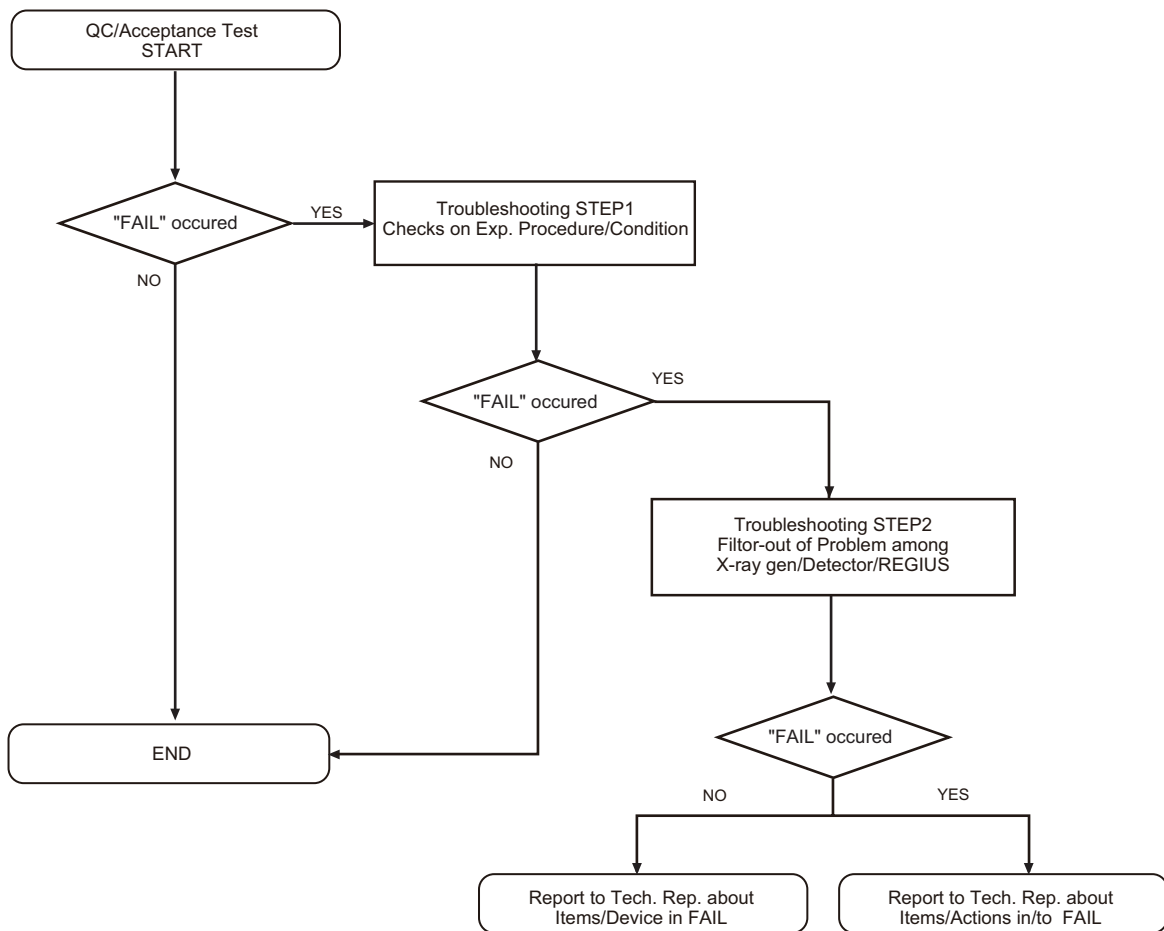 QC/Acceptance Test
START
"FAIL" occured
YES
NO
Troubleshooting STEP1
Checks on Exp. Procedure/Condition
"FAIL" occured
YES
NO
Troubleshooting STEP2
Filtor-out of Problem among
X-ray gen/Detector/REGIUS
"FAIL" occured
NO
YES
END
Report to Tech. Rep. about
Items/Device in FAIL
Report to Tech. Rep. about
Items/Actions in/to  FAIL